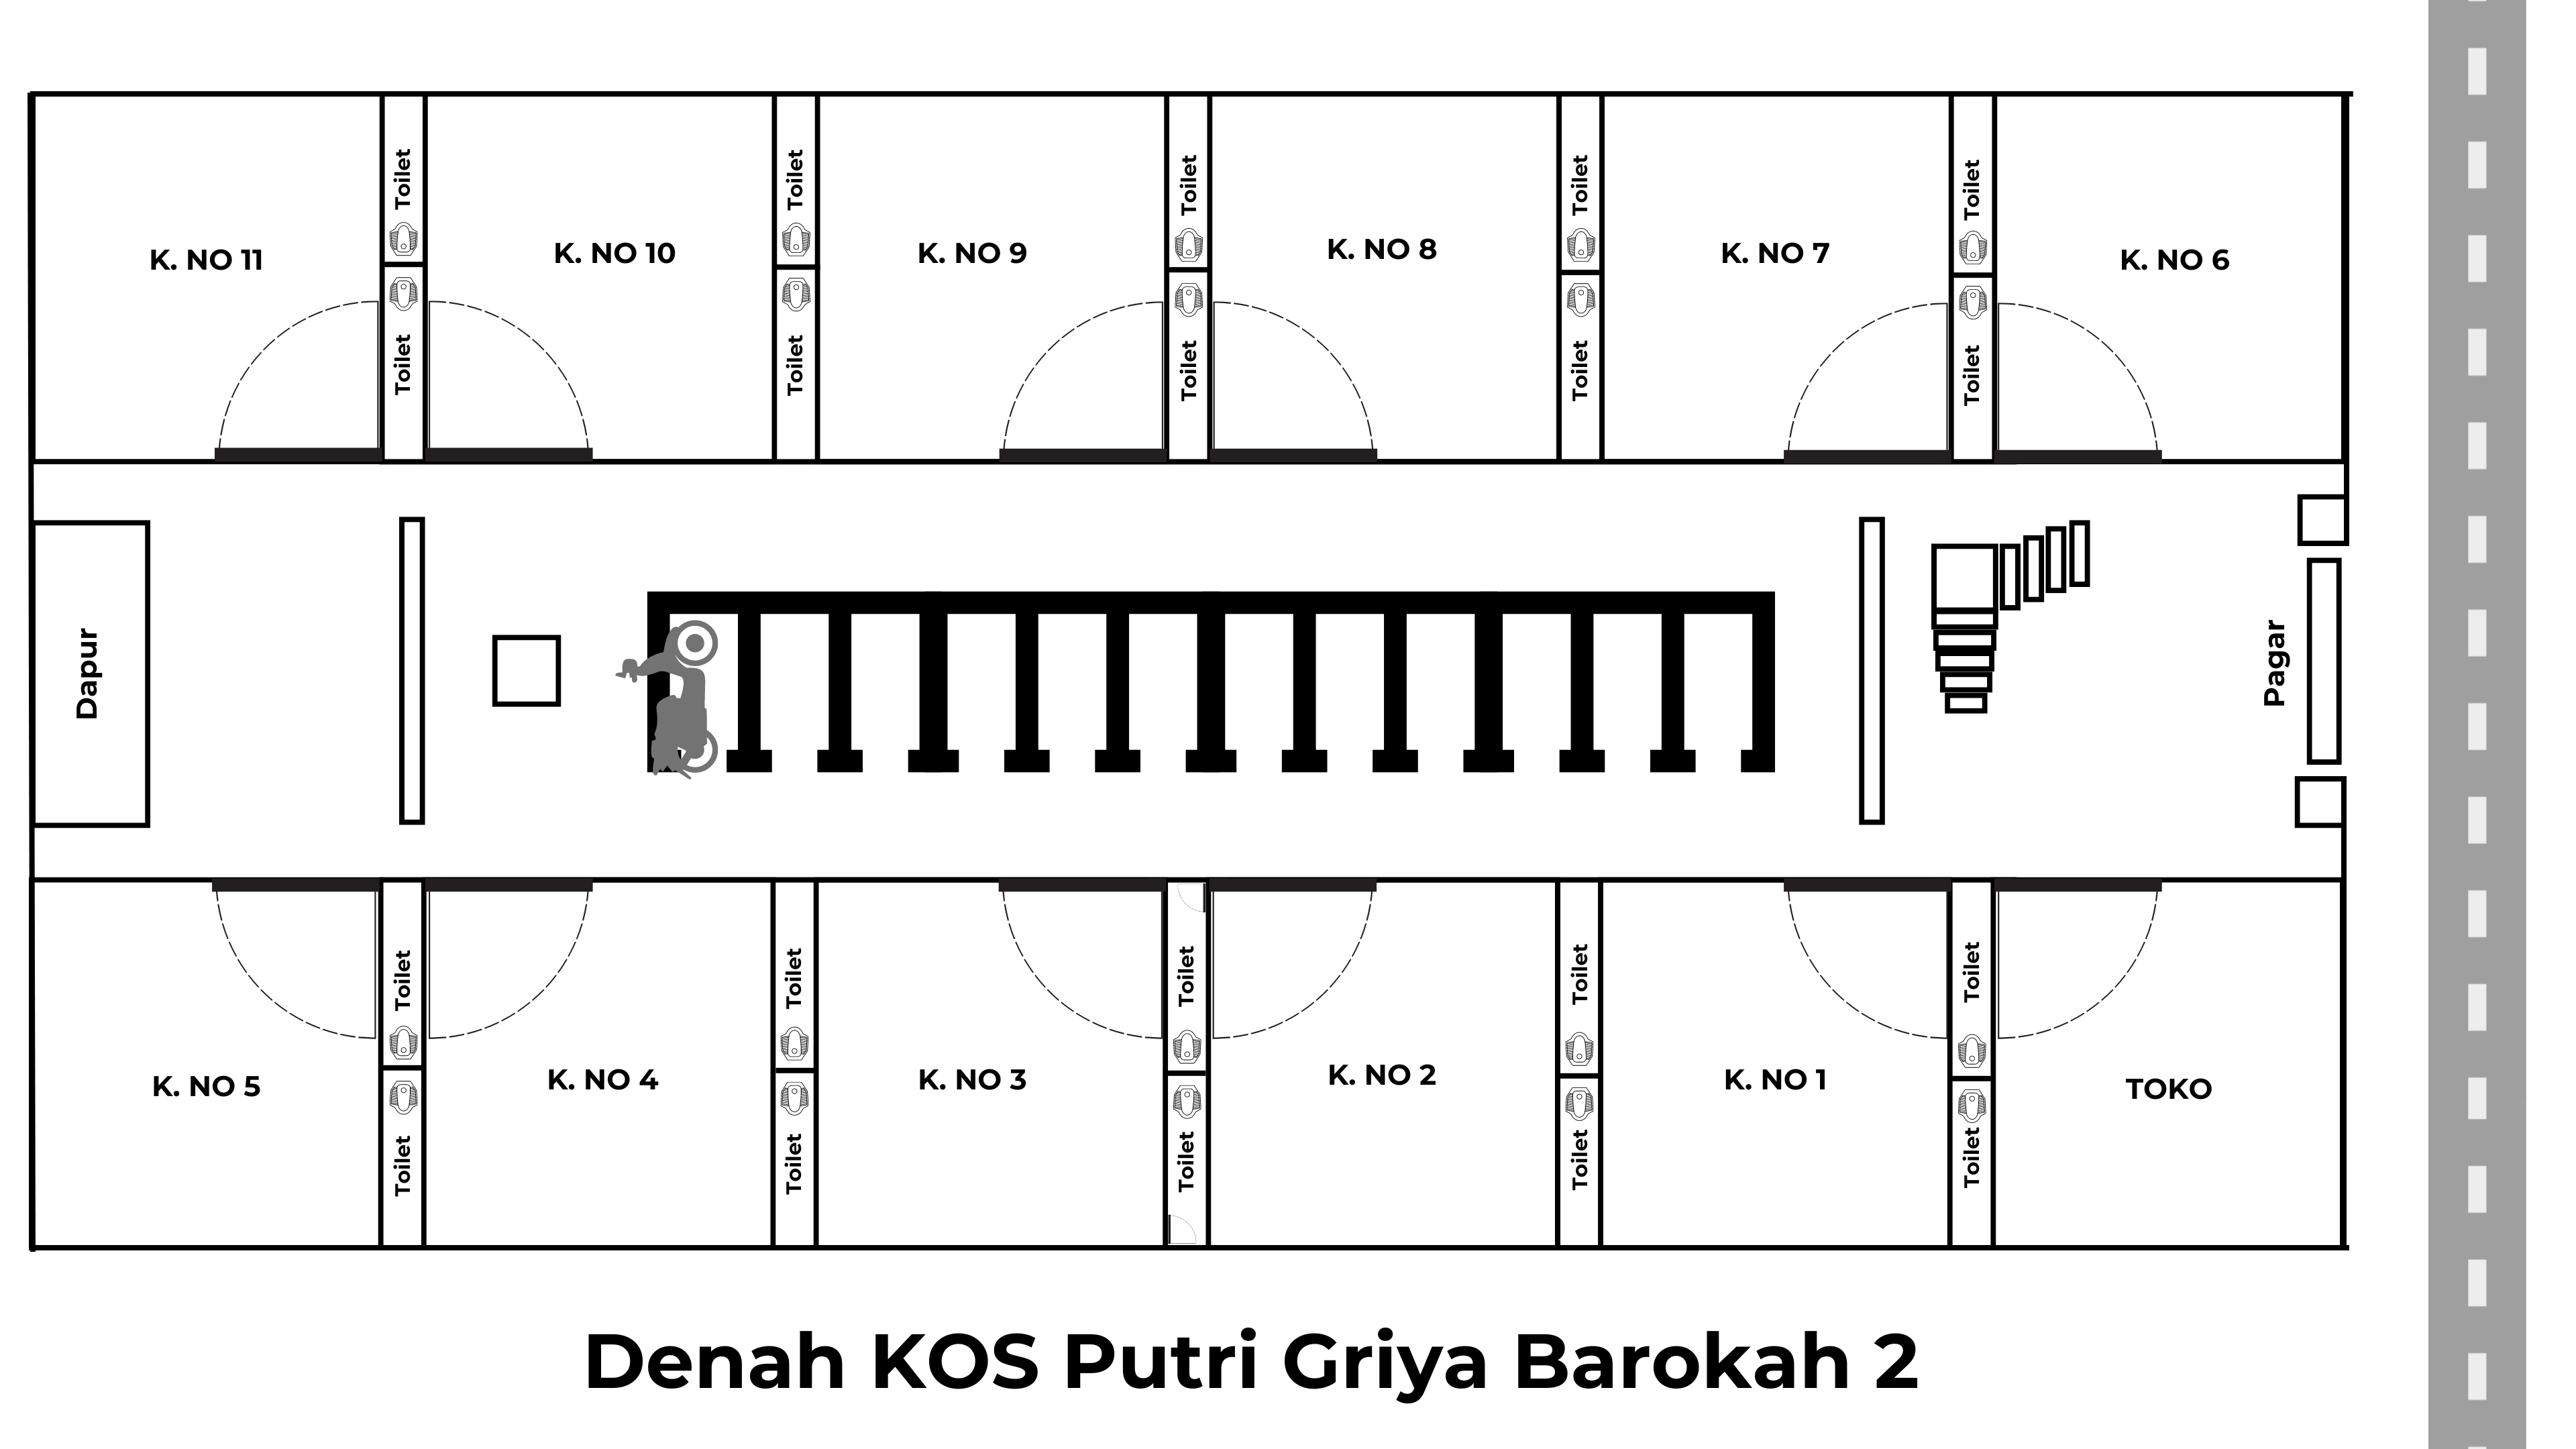 Toilet
Toilet
Toilet
Toilet
Toilet
K. NO 11
K. NO 10
K. NO 9
K. NO 8
K. NO 7
K. NO 6
Toilet
Toilet
Toilet
Toilet
Toilet
Dapur
Pagar
Toilet
Toilet
Toilet
Toilet
Toilet
K. NO 5
K. NO 4
K. NO 3
K. NO 2
K. NO 1
TOKO
Toilet
Toilet
Toilet
Toilet
Toilet
Denah KOS Putri Griya Barokah 2